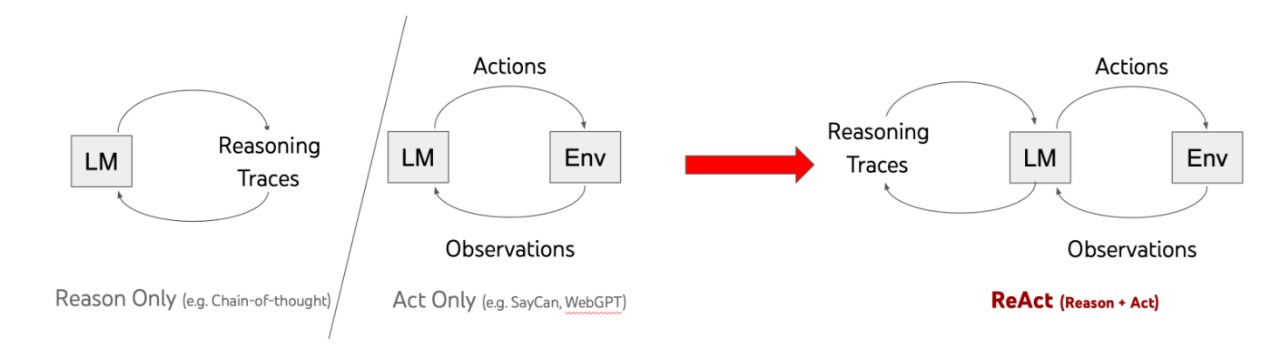 LM
Reasoning
Traces
Reason Only (e.g. Chain-of-thought)
Actions
LM
Env
Observations
Act Only (e.g. SayCan, WebGPT)
Actions
Reasoning
Traces
LM
Env
Observations
ReAct (Reason + Act)